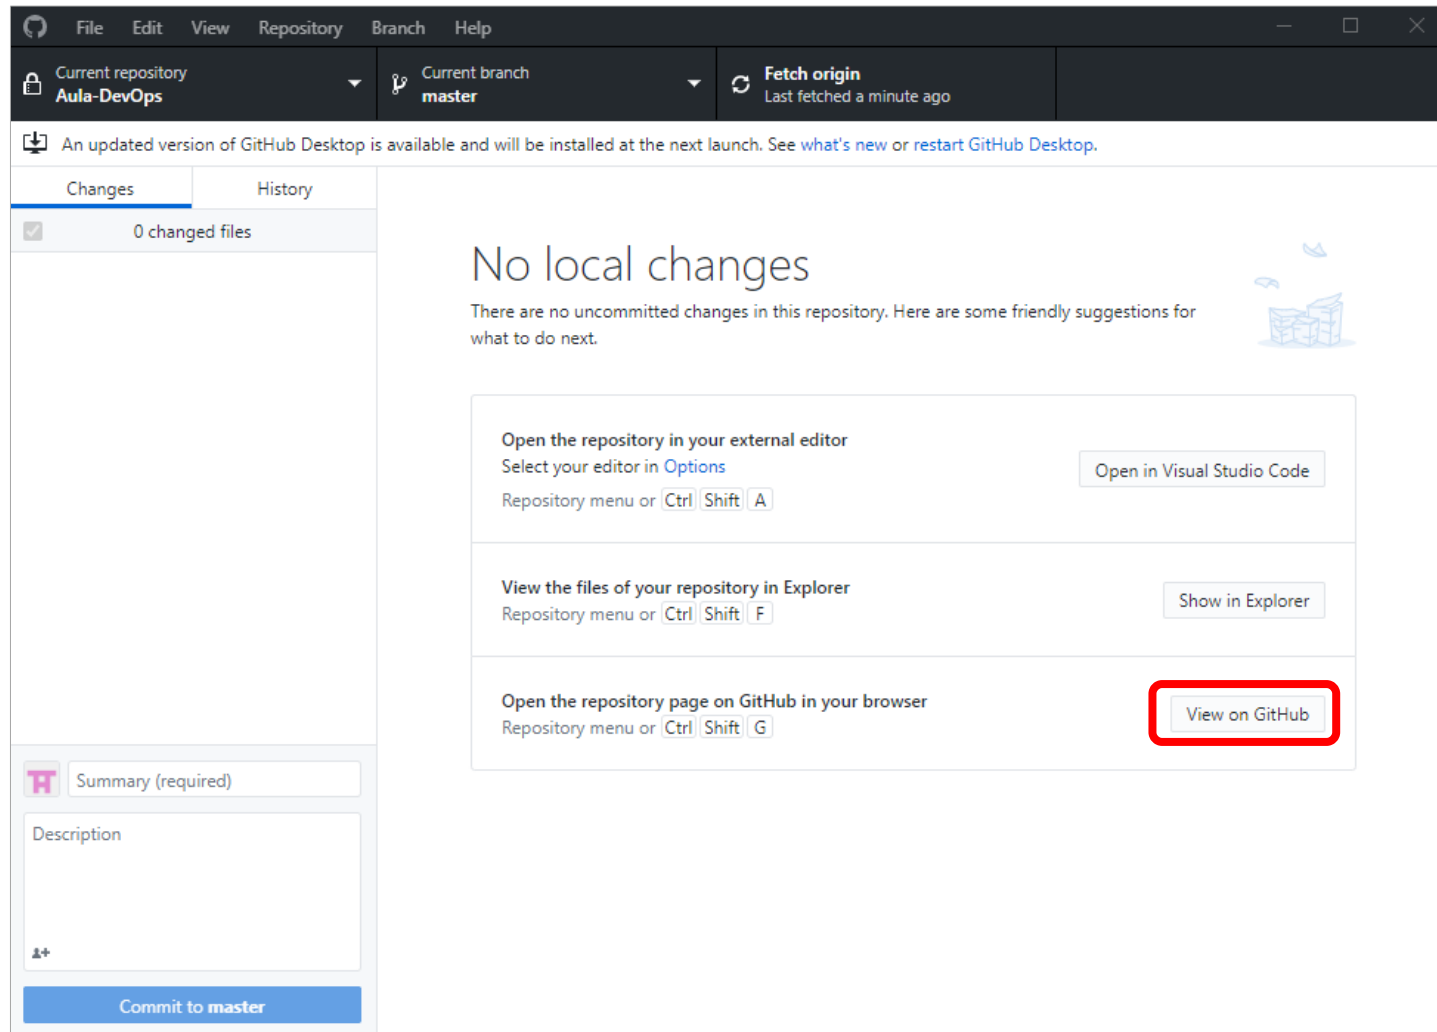 File Edit View Repository Branch Help
Current repository
Aula-DevOps
Current branch
master
Fetch origin
Last fetched a minute ago
An updated version of GitHub Desktop is available and will be installed at the next launch. See what's new or restart GitHub Desktop.
Changes History
0 changed files
No local changes
There are no uncommitted changes in this repository. Here are some friendly suggestions for
what to do next.
Open the repository in your external editor
Select your editor in Options
Repository menu or Ctrl Shift A
Open in Visual Studio Code
View the files of your repository in Explorer
Repository menu or Ctrl Shift F
Show in Explorer
Open the repository page on GitHub in your browser
Repository menu or Ctrl Shift G
View on GitHub
Summary (required)
Description
Commit to master